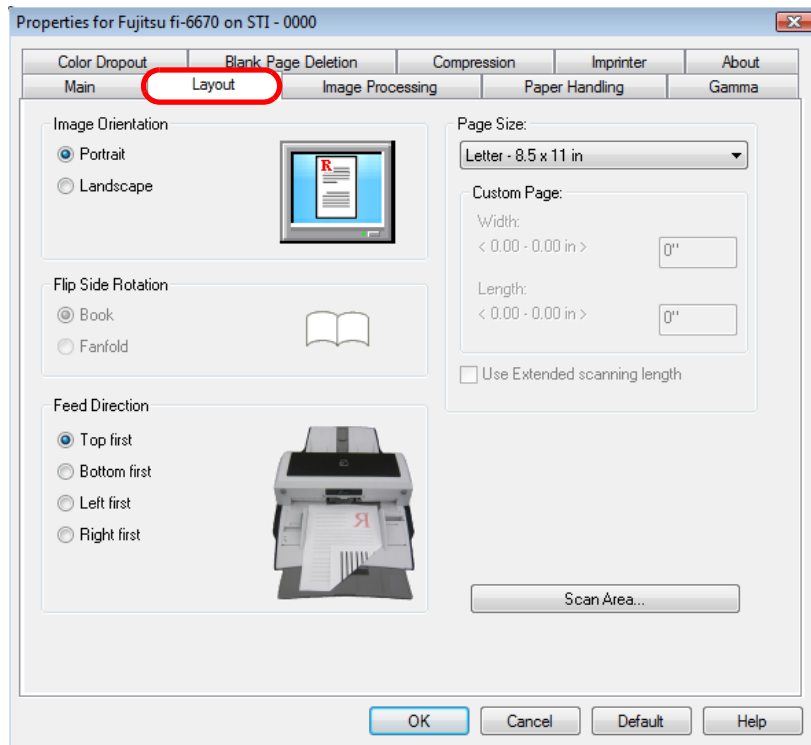 Properties for Fujitsu fi-6670 on STI - 0000
Color Dropout Blank Page Deletion Compression Imprinter About
Main Layout Image Processing Paper Handling Gamma
Image Orientation
Portrait
Landscape
R
Flip Side Rotation
Book
Fanfold
Feed Direction
Top first
Bottom first
Left first
Right first
R
Page Size:
Letter - 8.5 x 11 in
Custom Page:
Width:
< 0.00 - 0.00 in > 0"
Length:
< 0.00 - 0.00 in > 0"
Use Extended scanning length
Scan Area...
OK Cancel Default Help